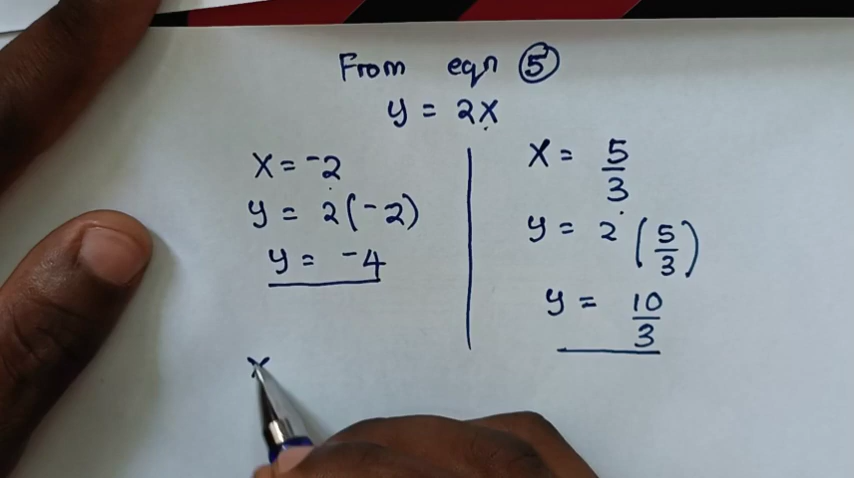 From eqn ⑤
y = 2x
x = -2
y = 2(-2)
y = -4
x = 5/3
y = 2 (5/3)
y = 10/3
x